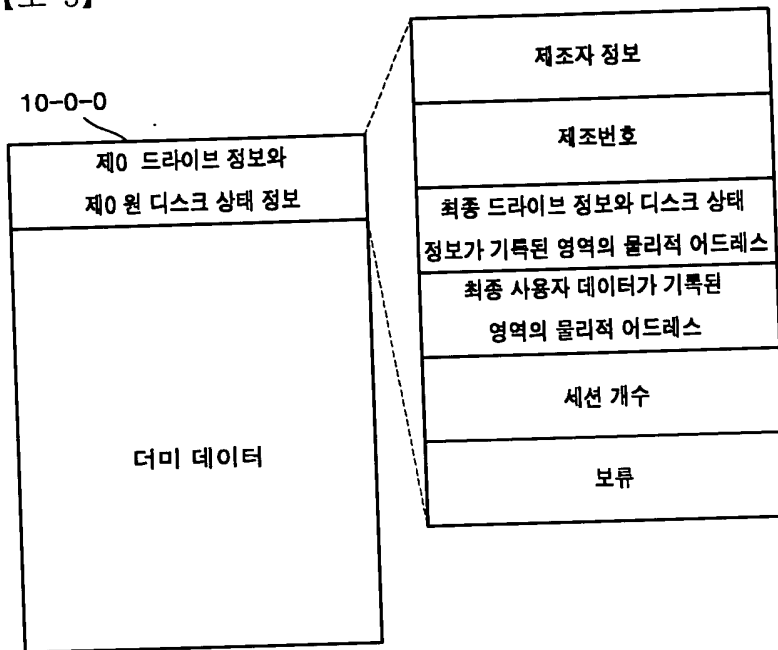 10-0-0
제0 드라이브 정보와
제0 원 디스크 상태 정보
더미 데이터
제조자 정보
제조번호
최종 드라이브 정보와 디스크 상태
정보가 기록된 영역의 물리적 어드레스
최종 사용자 데이터가 기록된
영역의 물리적 어드레스
세션 개수
보류